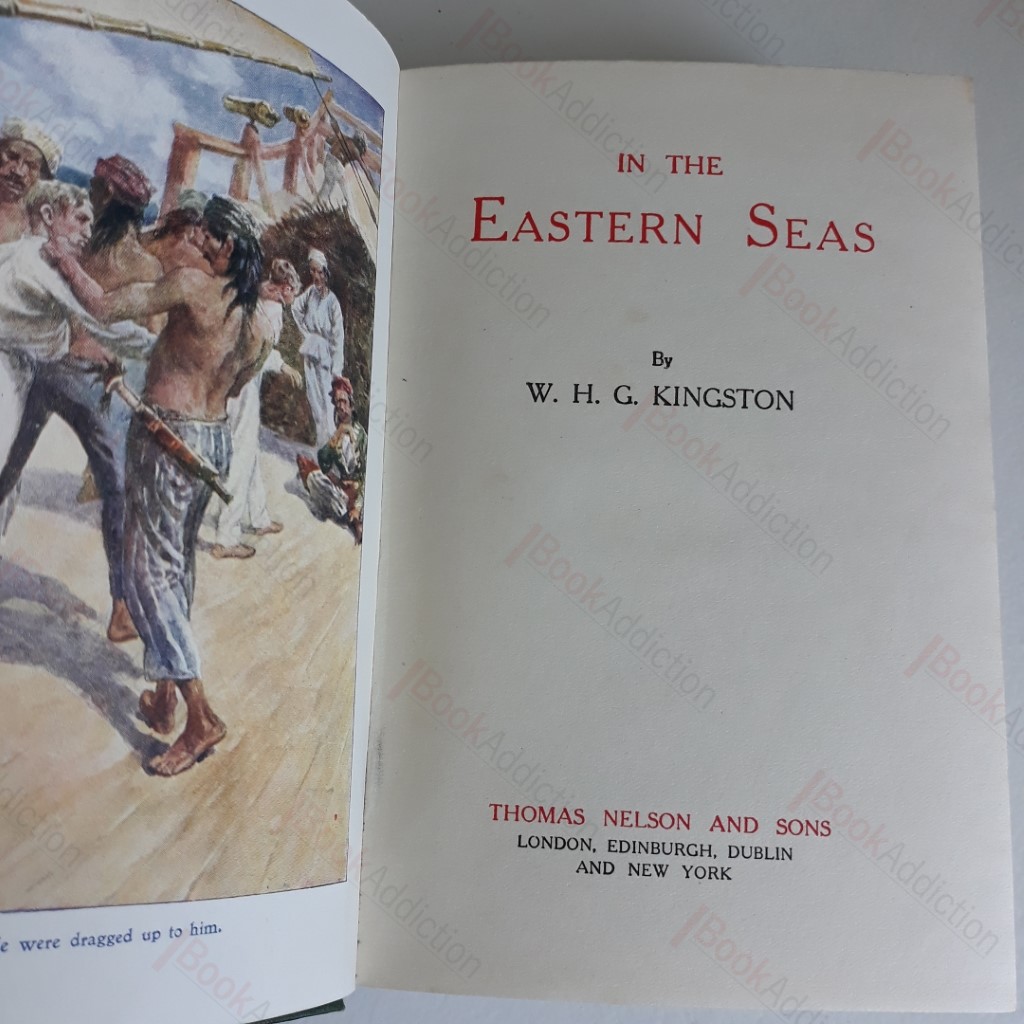 IN THE
EASTERN SEAS
By
W. H. G. KINGSTON
THOMAS NELSON AND SONS
LONDON, EDINBURGH, DUBLIN
AND NEW YORK
were dragged up to him.
BookAddiction